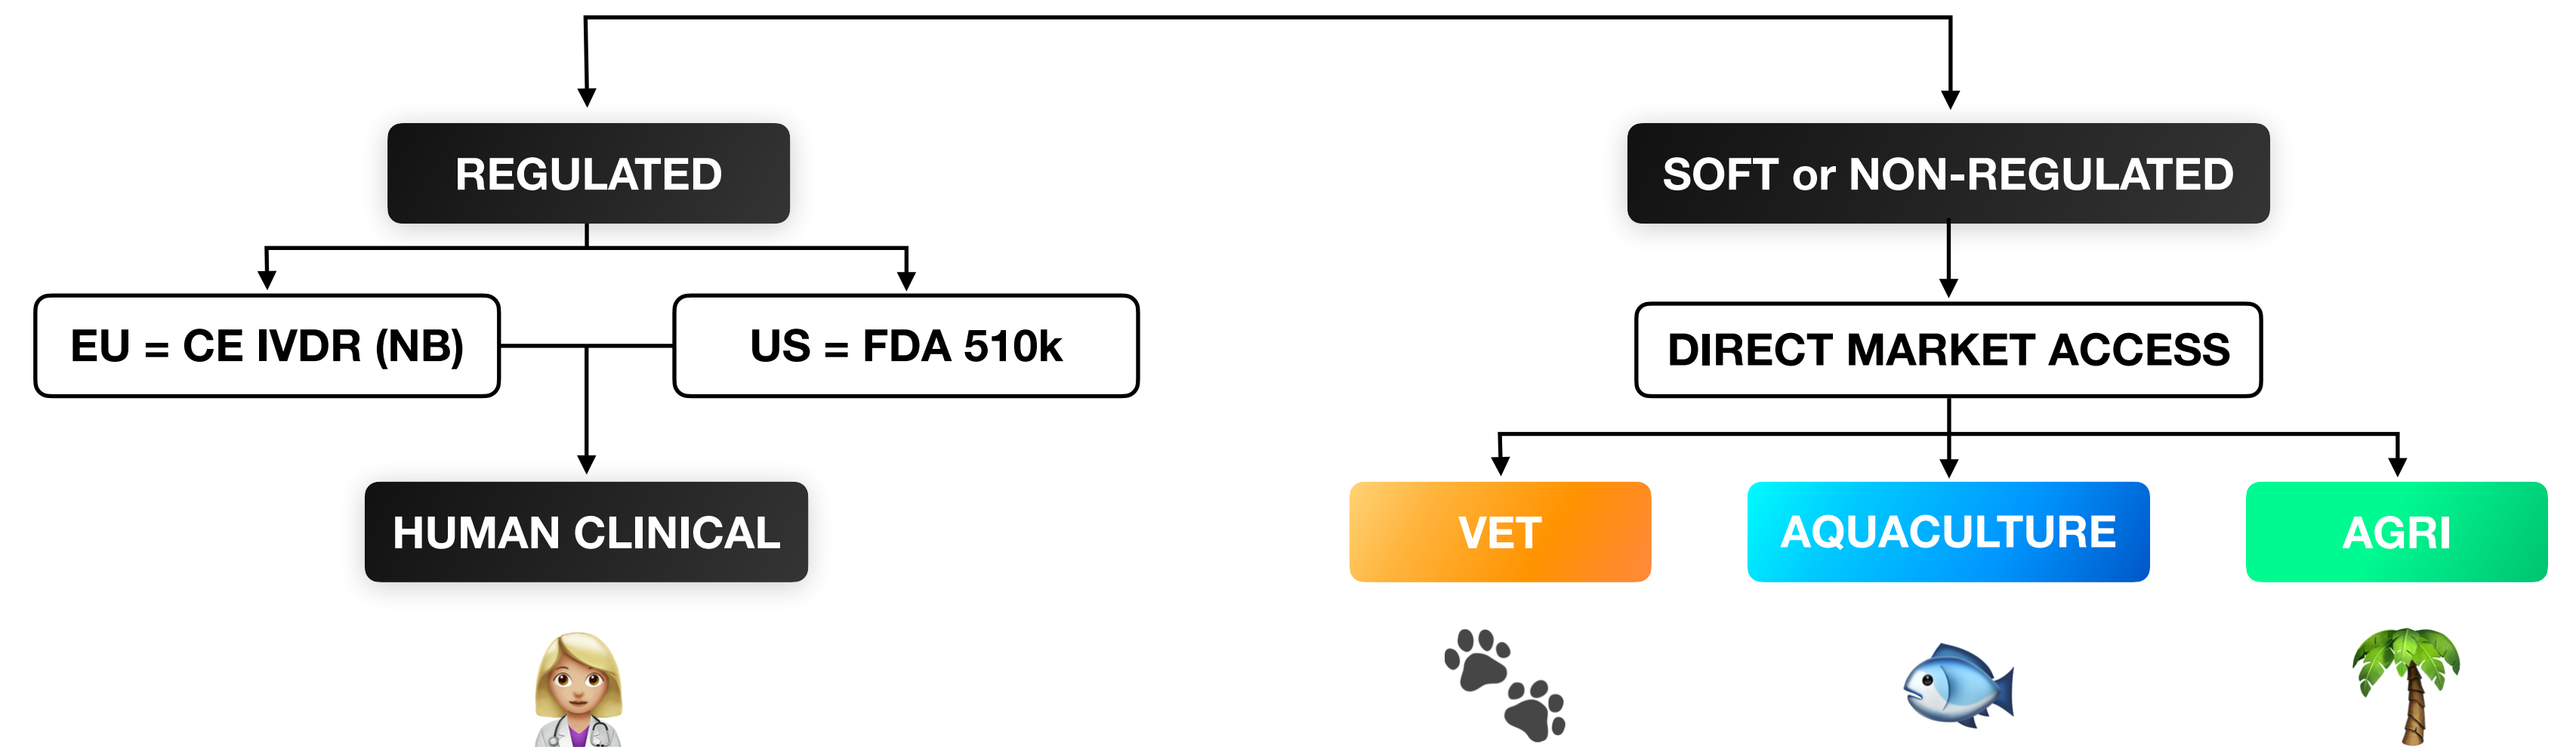 REGULATED
SOFT or NON-REGULATED
EU = CE IVDR (NB)
US = FDA 510k
DIRECT MARKET ACCESS
HUMAN CLINICAL
VET
AQUACULTURE
AGRI